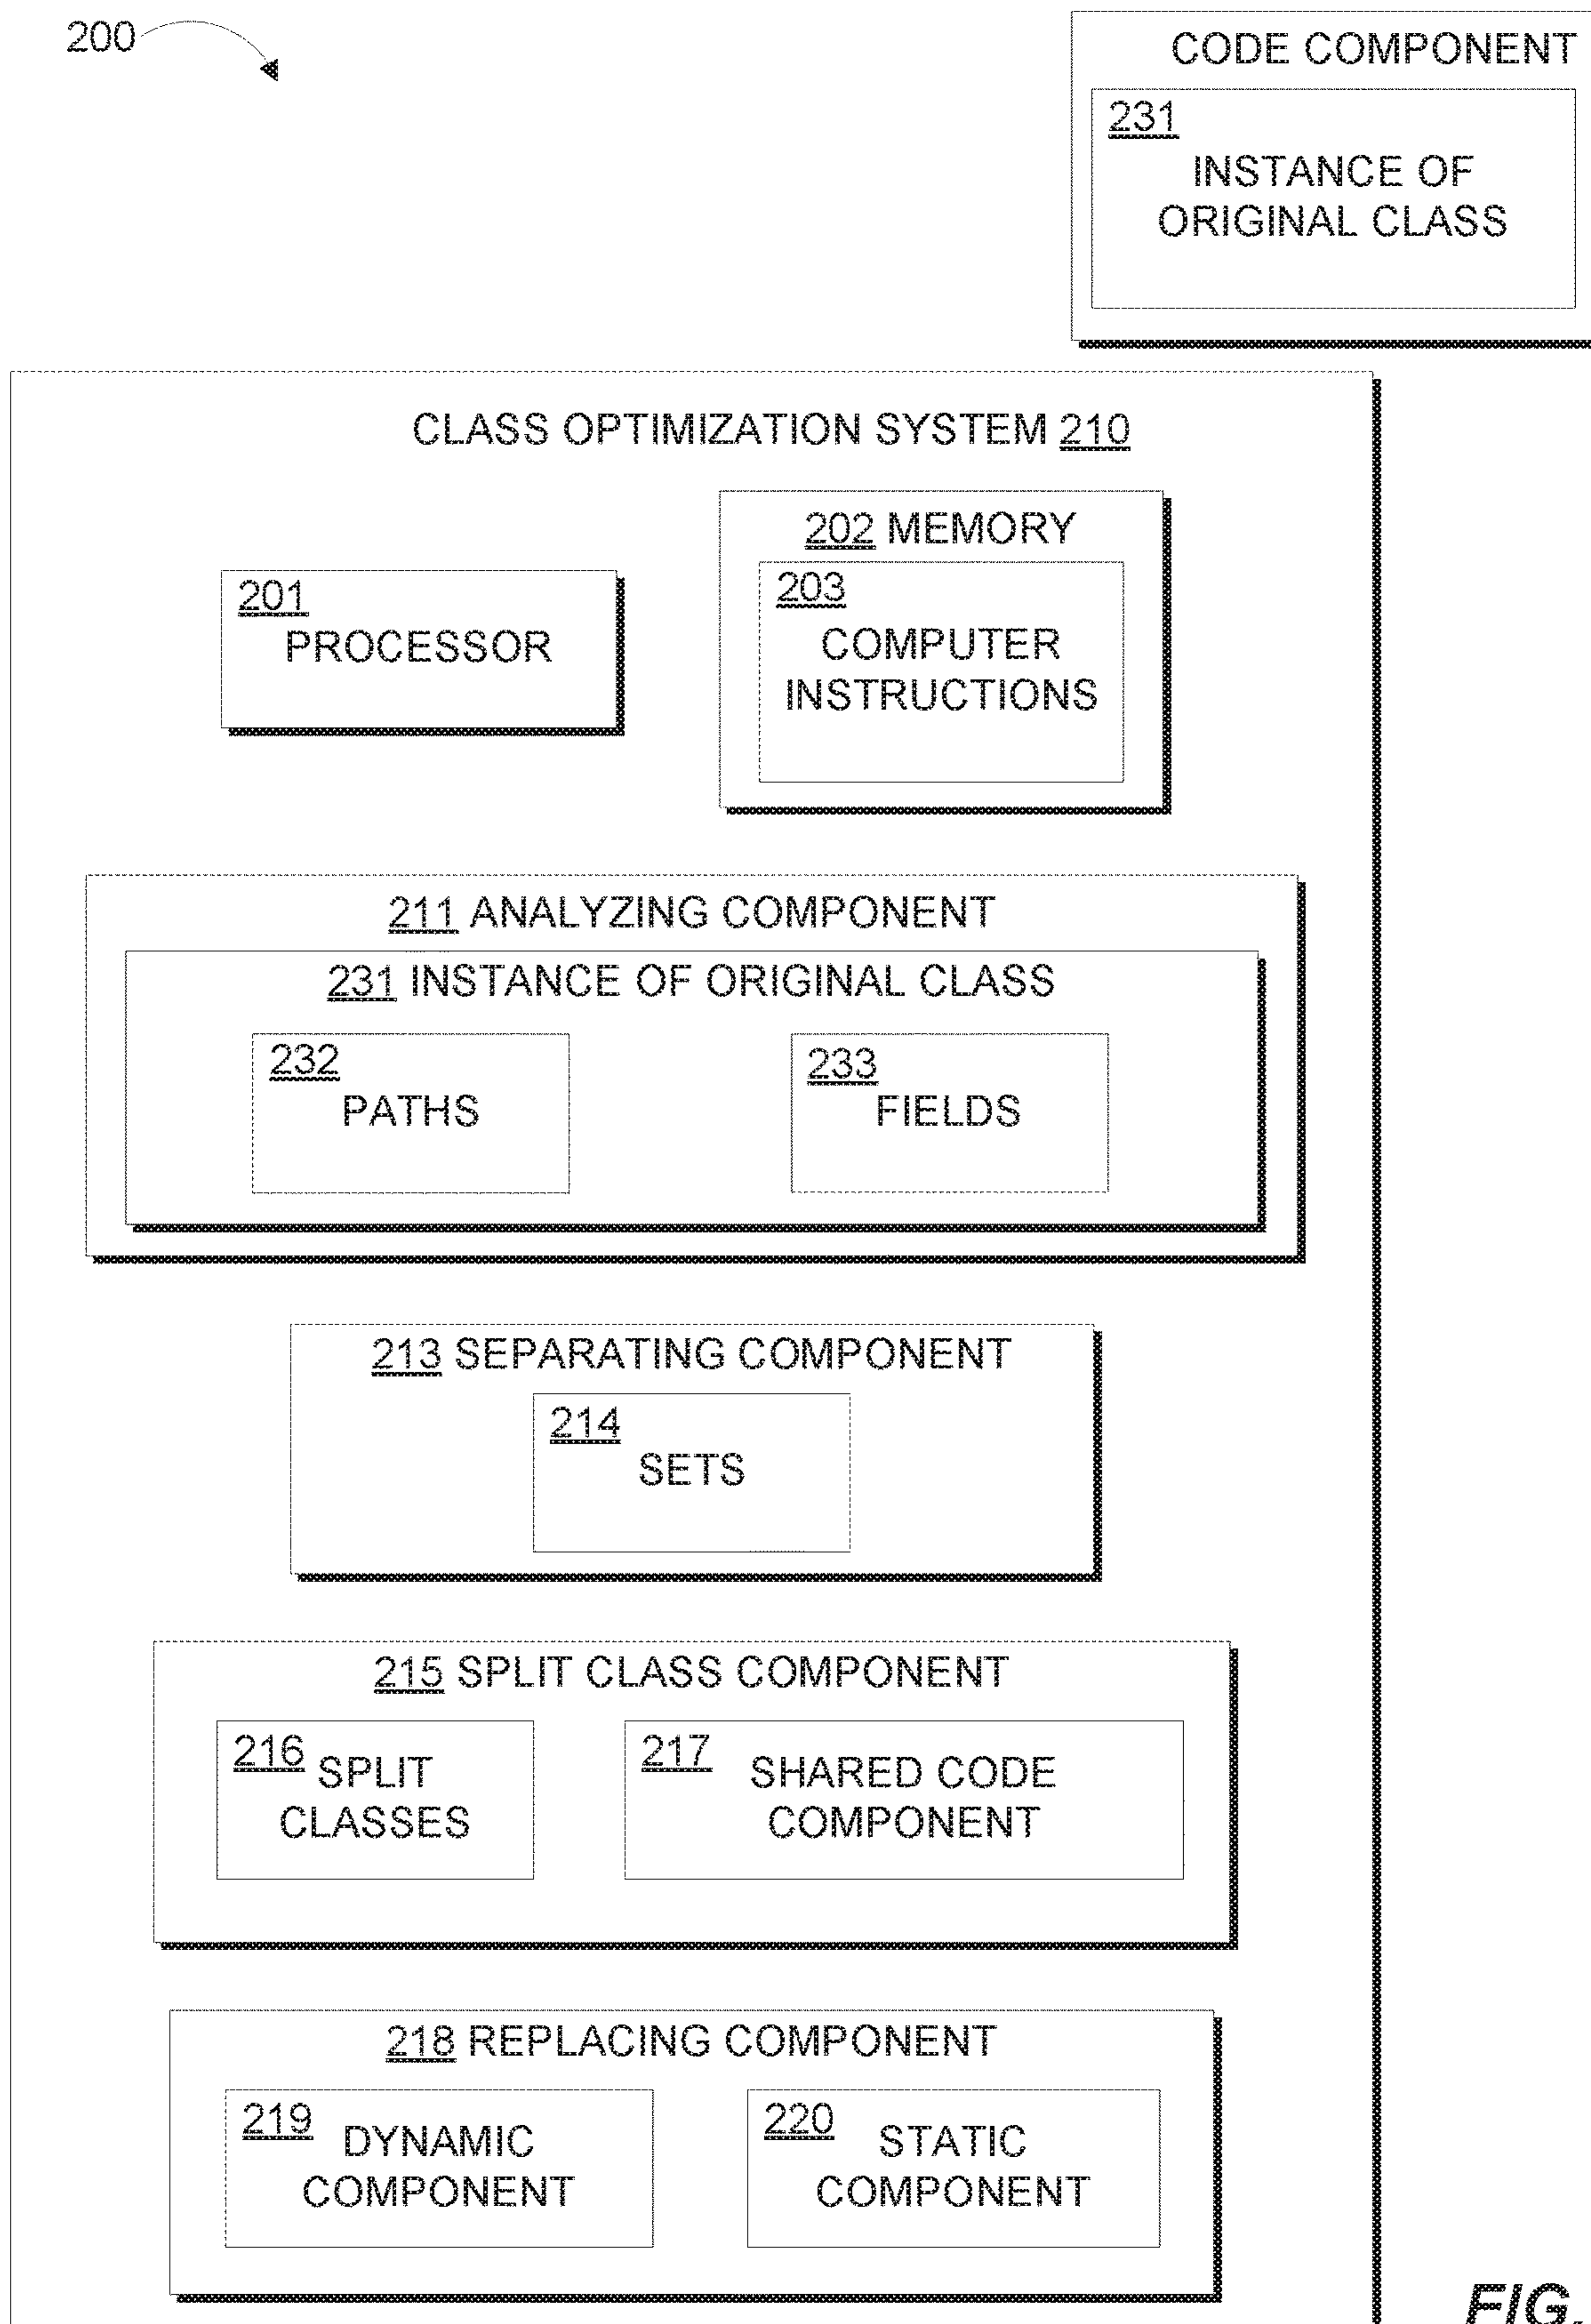 200
CODE COMPONENT
231
INSTANCE OF
ORIGINAL CLASS
CLASS OPTIMIZATION SYSTEM 210
202 MEMORY
201
PROCESSOR
203
COMPUTER
INSTRUCTIONS
211 ANALYZING COMPONENT
231 INSTANCE OF ORIGINAL CLASS
232
PATHS
233
FIELDS
213 SEPARATING COMPONENT
214
SETS
215 SPLIT CLASS COMPONENT
216 SPLIT
CLASSES
217 SHARED CODE
COMPONENT
218 REPLACING COMPONENT
219 DYNAMIC
COMPONENT
220 STATIC
COMPONENT
FIG.